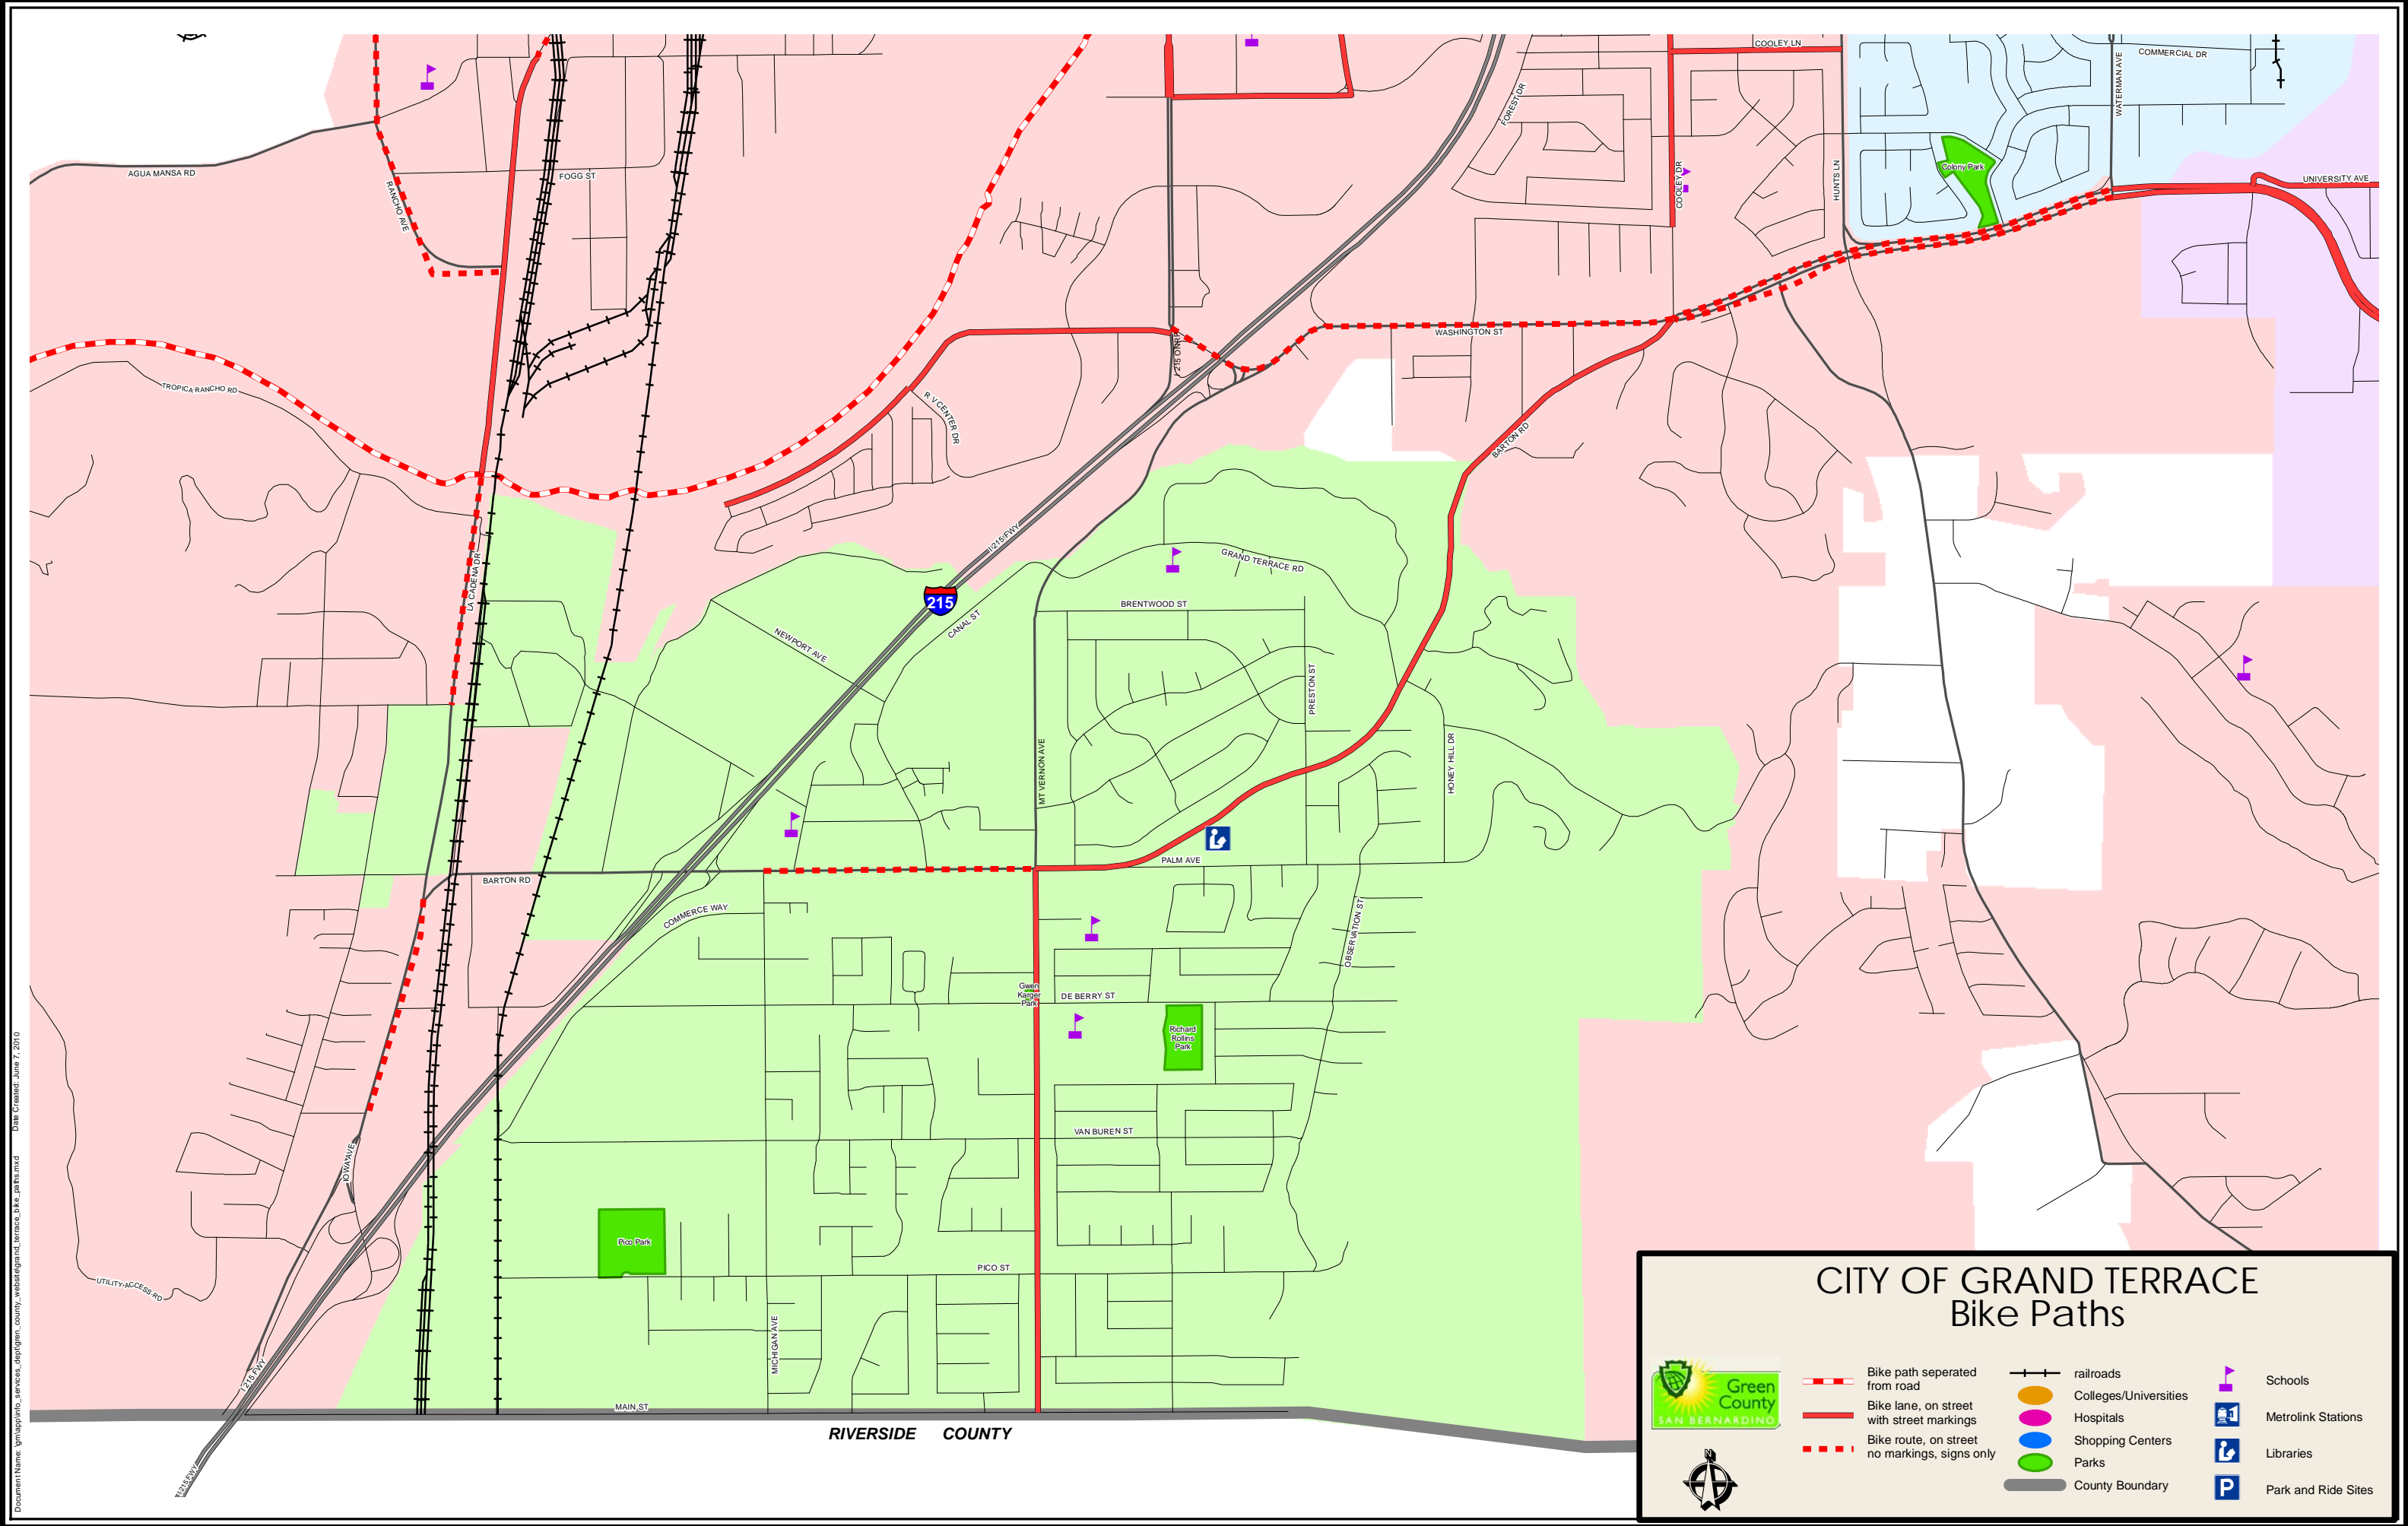 COOLEY LN
COMMERCIAL DR
WATERMAN AVE
FOREST DR
AGUA MANSA RD
FOGG ST
RANCHO AVE
COOLEY DR
HUNTS LN
Colony Park
UNIVERSITY AVE
WASHINGTON ST
TROPICA RANCHO RD
R V CENTER DR
BARTON RD
I 215 FWY
LA CADENA DR
GRAND TERRACE RD
215
BRENTWOOD ST
CANAL ST
NEWPORT AVE
PRESTON ST
MT VERNON AVE
HONEY HILL DR
PALM AVE
BARTON RD
COMMERCE WAY
OBSERVATION ST
Gwen
Karger
Park
DE BERRY ST
Richard
Rollins
Park
VAN BUREN ST
IOWA AVE
Pico Park
PICO ST
UTILITY-ACCESS-RD
MICHIGAN AVE
I 215 FWY
MAIN ST
RIVERSIDE COUNTY
I 215 FWY
CITY OF GRAND TERRACE
Bike Paths
Green
County
SAN BERNARDINO
N
Bike path seperated
from road
Bike lane, on street
with street markings
Bike route, on street
no markings, signs only
railroads
Colleges/Universities
Hospitals
Shopping Centers
Parks
County Boundary
Schools
Metrolink Stations
Libraries
P
Park and Ride Sites
Date Created: June 7, 2010